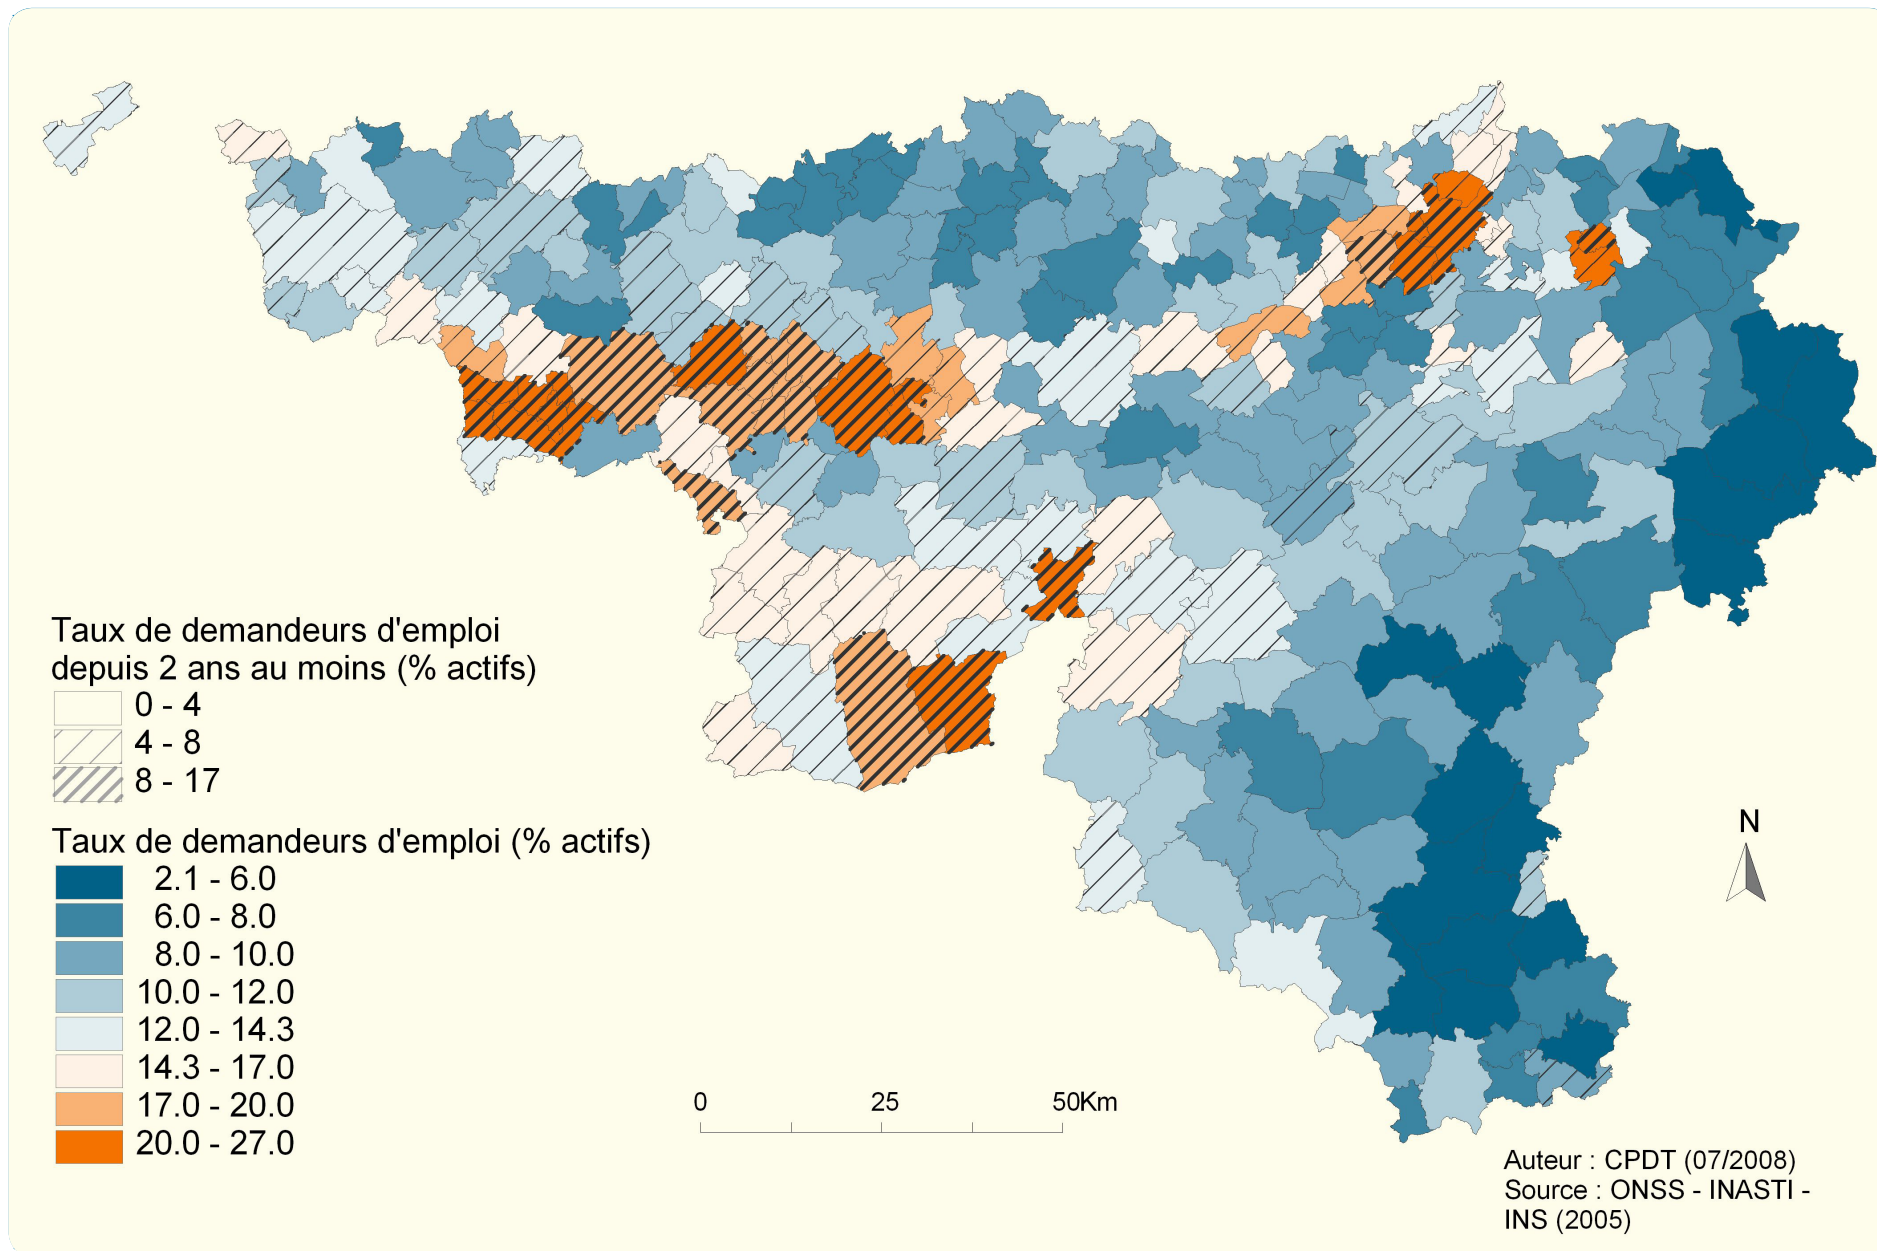 Taux de demandeurs d'emploi
depuis 2 ans au moins (% actifs)
0 - 4
4 - 8
8 - 17
Taux de demandeurs d'emploi (% actifs)
2.1 - 6.0
6.0 - 8.0
8.0 - 10.0
10.0 - 12.0
12.0 - 14.3
14.3 - 17.0
17.0 - 20.0
20.0 - 27.0
N
0 25 50Km
Auteur : CPDT (07/2008)
Source : ONSS - INASTI -
INS (2005)